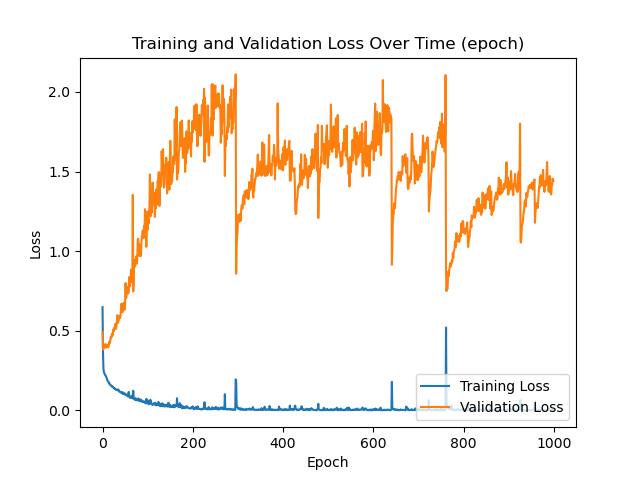 Training and Validation Loss Over Time (epoch)
Loss
2.0
1.5
1.0
0.5
0.0
0 200 400 600 800 1000
Epoch
Training Loss
Validation Loss